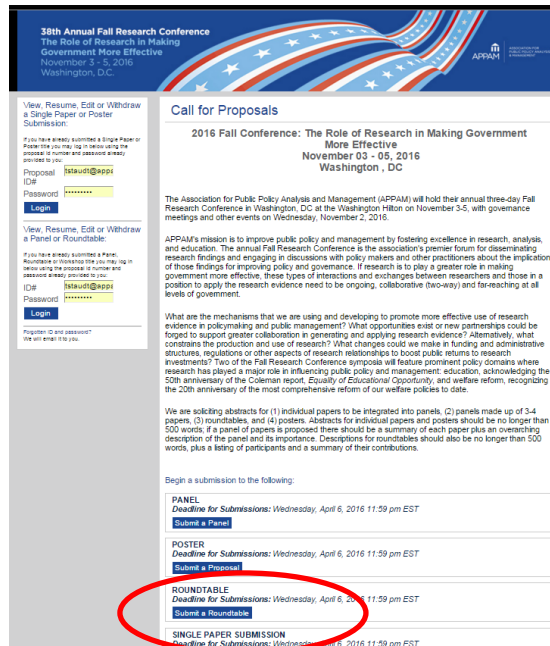 38th Annual Fall Research Conference
The Role of Research in Making
Government More Effective
November 3 - 5, 2016
Washington, D.C.
APPAM
ASSOCIATION FOR
PUBLIC POLICY ANALYSIS
& MANAGEMENT
View, Resume, Edit or Withdraw
a Single Paper or Poster
Submission:
If you have already submitted a Single Paper or
Poster title you may log in below using the
proposal id number and password already
provided to you:
Proposal
ID#
tstaudt@appa
Password
•••••••••
Login
View, Resume, Edit or Withdraw
a Panel or Roundtable:
If you have already submitted a Panel,
Roundtable or Workshop title you may log in
below using the proposal id number and
password already provided to you:
ID#
tstaudt@appa
Password
•••••••••
Login
Forgotten ID and password?
We will email it to you.
Call for Proposals
2016 Fall Conference: The Role of Research in Making Government
More Effective
November 03 - 05, 2016
Washington , DC
The Association for Public Policy Analysis and Management (APPAM) will hold their annual three-day Fall
Research Conference in Washington, DC at the Washington Hilton on November 3-5, with governance
meetings and other events on Wednesday, November 2, 2016.
APPAM's mission is to improve public policy and management by fostering excellence in research, analysis,
and education. The annual Fall Research Conference is the association's premier forum for disseminating
research findings and engaging in discussions with policy makers and other practitioners about the implication
of those findings for improving policy and governance. If research is to play a greater role in making
government more effective, these types of interactions and exchanges between researchers and those in a
position to apply the research evidence need to be ongoing, collaborative (two-way) and far-reaching at all
levels of government.
What are the mechanisms that we are using and developing to promote more effective use of research
evidence in policymaking and public management? What opportunities exist or new partnerships could be
forged to support greater collaboration in generating and applying research evidence? Alternatively, what
constrains the production and use of research? What changes could we make in funding and administrative
structures, regulations or other aspects of research relationships to boost public returns to research
investments? Two of the Fall Research Conference symposia will feature prominent policy domains where
research has played a major role in influencing public policy and management: education, acknowledging the
50th anniversary of the Coleman report, Equality of Educational Opportunity, and welfare reform, recognizing
the 20th anniversary of the most comprehensive reform of our welfare policies to date.
We are soliciting abstracts for (1) individual papers to be integrated into panels, (2) panels made up of 3-4
papers, (3) roundtables, and (4) posters. Abstracts for individual papers and posters should be no longer than
500 words; if a panel of papers is proposed there should be a summary of each paper plus an overarching
description of the panel and its importance. Descriptions for roundtables should also be no longer than 500
words, plus a listing of participants and a summary of their contributions.
Begin a submission to the following:
PANEL
Deadline for Submissions: Wednesday, April 6, 2016 11:59 pm EST
Submit a Panel
POSTER
Deadline for Submissions: Wednesday, April 6, 2016 11:59 pm EST
Submit a Proposal
ROUNDTABLE
Deadline for Submissions: Wednesday, April 6, 2016 11:59 pm EST
Submit a Roundtable
SINGLE PAPER SUBMISSION
Deadline for Submissions: Wednesday, April 6, 2016 11:59 pm EST